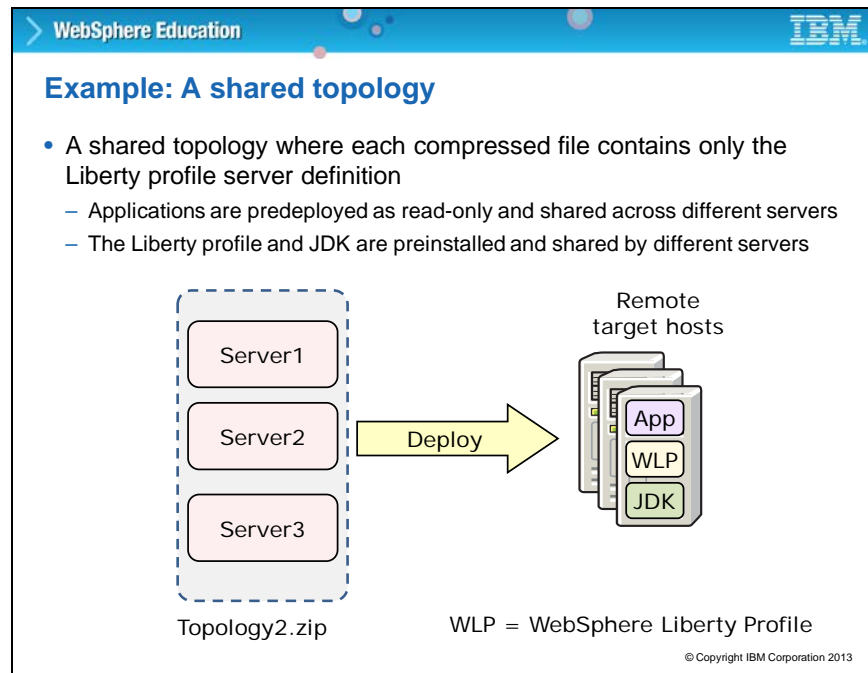 WebSphere Education
IBM
Example: A shared topology
• A shared topology where each compressed file contains only the
Liberty profile server definition
– Applications are predeployed as read-only and shared across different servers
– The Liberty profile and JDK are preinstalled and shared by different servers
Server1
Server2
Server3
Topology2.zip
Deploy
Remote
target hosts
App
WLP
JDK
WLP = WebSphere Liberty Profile
© Copyright IBM Corporation 2013